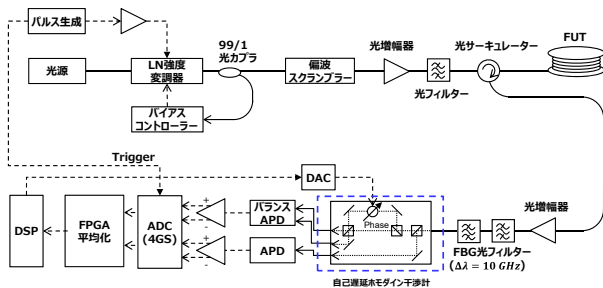 パルス生成
光源
LN強度
変調器
99/1
光カプラ
バイアス
コントローラー
偏波
スクランブラー
光増幅器
光フィルター
光サーキュレーター
FUT
Trigger
DAC
DSP
FPGA
平均化
ADC
(4GS)
+
-
+
-
バランス
APD
APD
Phase
自己遅延ホモダイン干渉計
FBG光フィルター
(Δλ = 10 GHz)
光増幅器